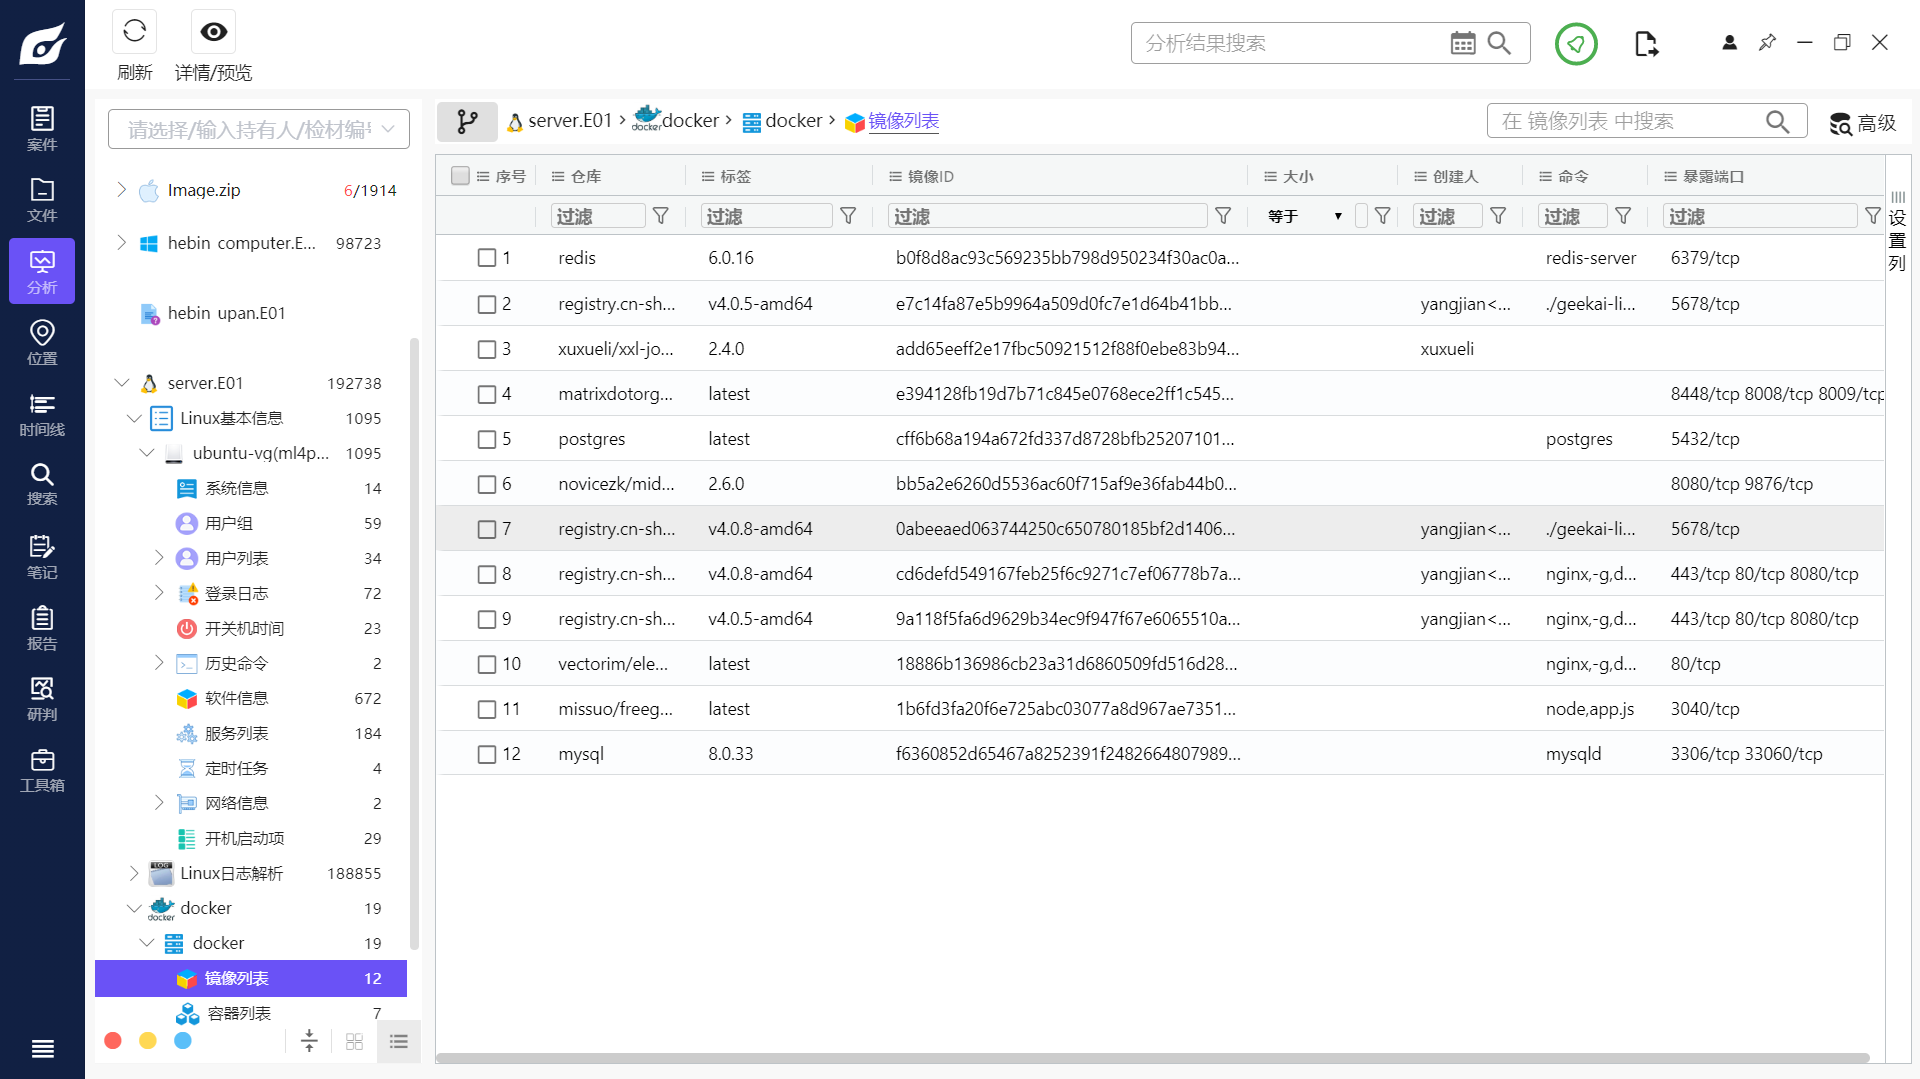 刷新
详情/预览
分析结果搜索
案件
文件
分析
位置
时间线
搜索
笔记
报告
研判
工具箱
请选择/输入持有人/检材编号
Image.zip 6/1914
hebin computer.E... 98723
hebin upan.E01
server.E01 192738
Linux基本信息 1095
ubuntu-vg(ml4p... 1095
系统信息 14
用户组 59
用户列表 34
登录日志 72
开关机时间 23
历史命令 2
软件信息 672
服务列表 184
定时任务 4
网络信息 2
开机启动项 29
Linux日志解析 188855
docker 19
docker 19
镜像列表 12
容器列表 7
server.E01 › docker › docker › 镜像列表
在 镜像列表 中搜索
高级
序号 仓库 标签 镜像ID 大小 创建人 命令 暴露端口
过滤 过滤 过滤 等于 过滤 过滤 过滤
设置列
1 redis 6.0.16 b0f8d8ac93c569235bb798d950234f30ac0a... redis-server 6379/tcp
2 registry.cn-sh... v4.0.5-amd64 e7c14fa87e5b9964a509d0fc7e1d64b41bb... yangjian<... ./geekai-li... 5678/tcp
3 xuxueli/xxl-jo... 2.4.0 add65eeff2e17fbc50921512f88f0ebe83b94... xuxueli
4 matrixdotorg... latest e394128fb19d7b71c845e0768ece2ff1c545... 8448/tcp 8008/tcp 8009/tcp
5 postgres latest cff6b68a194a672fd337d8728bfb25207101... postgres 5432/tcp
6 novicezk/mid... 2.6.0 bb5a2e6260d5536ac60f715af9e36fab44b0... 8080/tcp 9876/tcp
7 registry.cn-sh... v4.0.8-amd64 0abeeaed063744250c650780185bf2d1406... yangjian<... ./geekai-li... 5678/tcp
8 registry.cn-sh... v4.0.8-amd64 cd6defd549167feb25f6c9271c7ef06778b7a... yangjian<... nginx,-g,d... 443/tcp 80/tcp 8080/tcp
9 registry.cn-sh... v4.0.5-amd64 9a118f5fa6d9629b34ec9f947f67e6065510a... yangjian<... nginx,-g,d... 443/tcp 80/tcp 8080/tcp
10 vectorim/ele... latest 18886b136986cb23a31d6860509fd516d28... nginx,-g,d... 80/tcp
11 missuo/freeg... latest 1b6fd3fa20f6e725abc03077a8d967ae7351... node,app.js 3040/tcp
12 mysql 8.0.33 f6360852d65467a8252391f2482664807989... mysqld 3306/tcp 33060/tcp